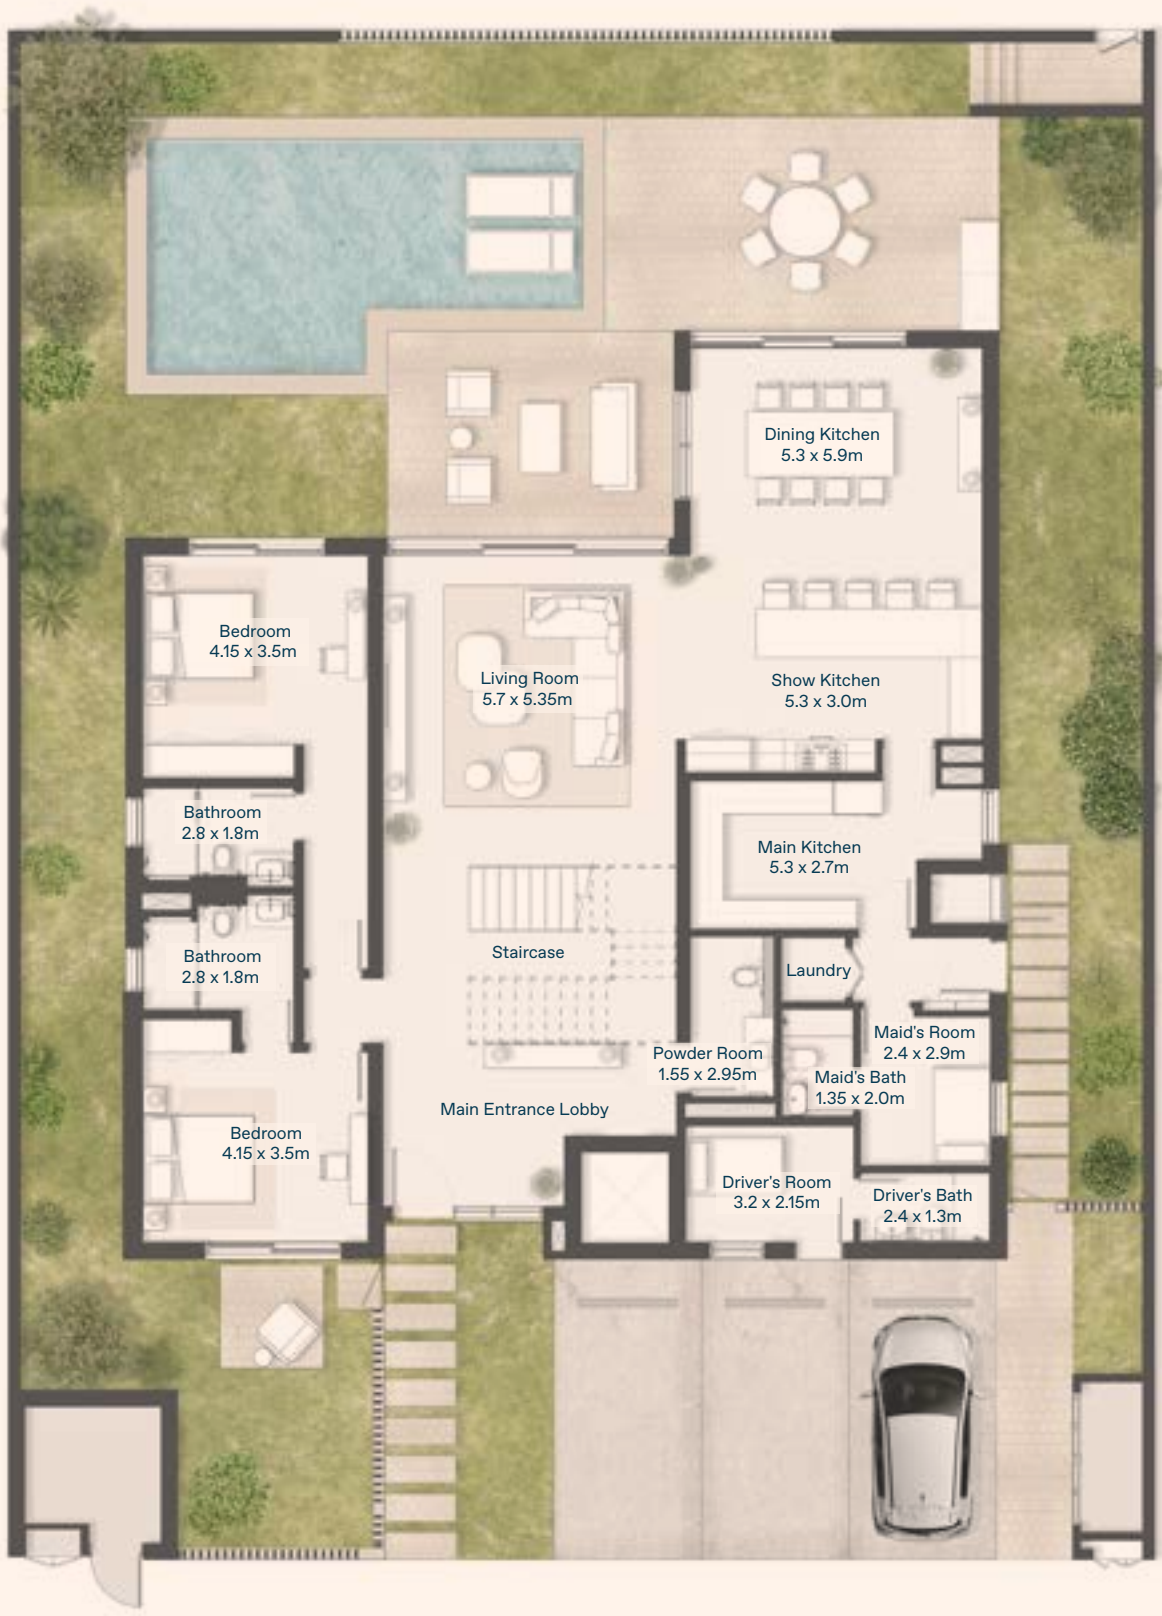 Dining Kitchen
5.3 x 5.9m
Bedroom
4.15 x 3.5m
Living Room
5.7 x 5.35m
Show Kitchen
5.3 x 3.0m
Bathroom
2.8 x 1.8m
Main Kitchen
5.3 x 2.7m
Staircase
Bathroom
2.8 x 1.8m
Laundry
Maid's Room
2.4 x 2.9m
Powder Room
1.55 x 2.95m
Maid's Bath
1.35 x 2.0m
Main Entrance Lobby
Bedroom
4.15 x 3.5m
Driver's Room
3.2 x 2.15m
Driver's Bath
2.4 x 1.3m